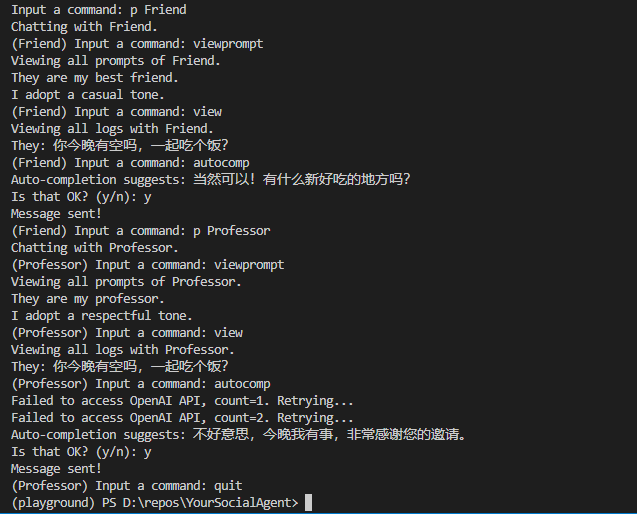 Input a command: p Friend
Chatting with Friend.
(Friend) Input a command: viewprompt
Viewing all prompts of Friend.
They are my best friend.
I adopt a casual tone.
(Friend) Input a command: view
Viewing all logs with Friend.
They: 你今晚有空吗，一起吃个饭？
(Friend) Input a command: autocomp
Auto-completion suggests: 当然可以！有什么新好吃的地方吗？
Is that OK? (y/n): y
Message sent!
(Friend) Input a command: p Professor
Chatting with Professor.
(Professor) Input a command: viewprompt
Viewing all prompts of Professor.
They are my professor.
I adopt a respectful tone.
(Professor) Input a command: view
Viewing all logs with Professor.
They: 你今晚有空吗，一起吃个饭？
(Professor) Input a command: autocomp
Failed to access OpenAI API, count=1. Retrying...
Failed to access OpenAI API, count=2. Retrying...
Auto-completion suggests: 不好意思，今晚我有事，非常感谢您的邀请。
Is that OK? (y/n): y
Message sent!
(Professor) Input a command: quit
(playground) PS D:\repos\YourSocialAgent>